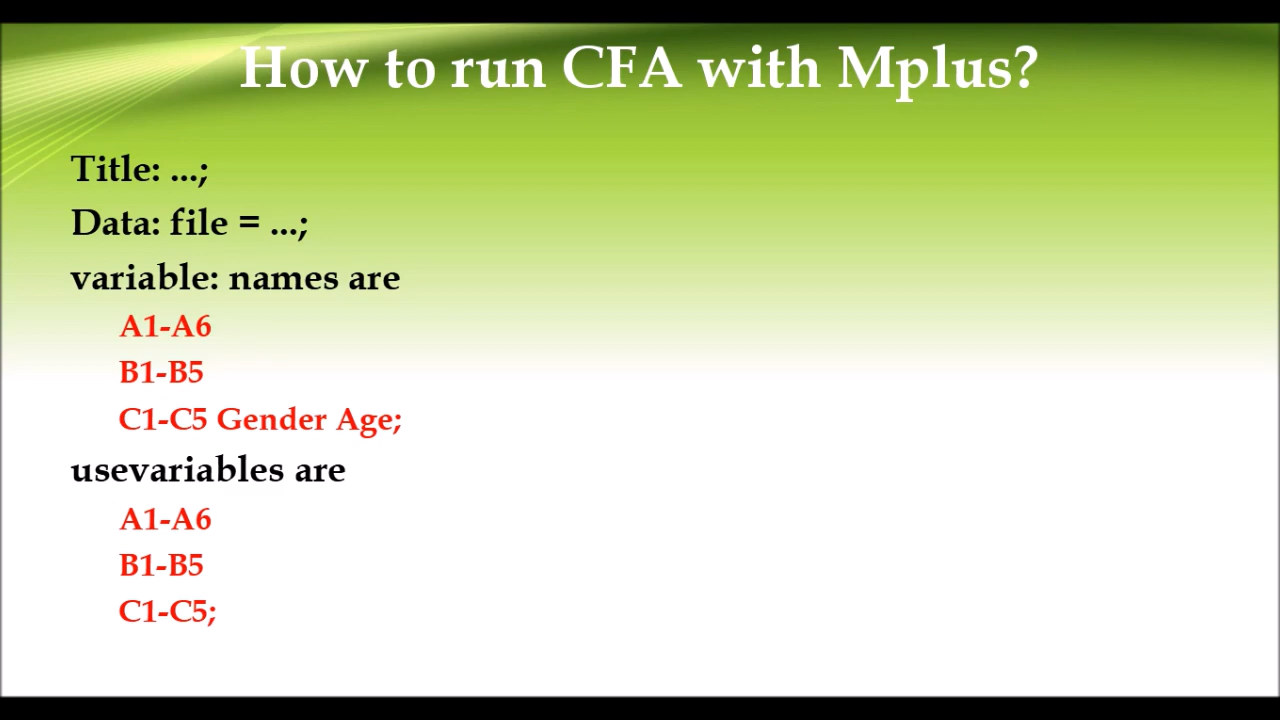 How to run CFA with Mplus?
Title: ...;
Data: file = ...;
variable: names are
A1-A6
B1-B5
C1-C5 Gender Age;
usevariables are
A1-A6
B1-B5
C1-C5;